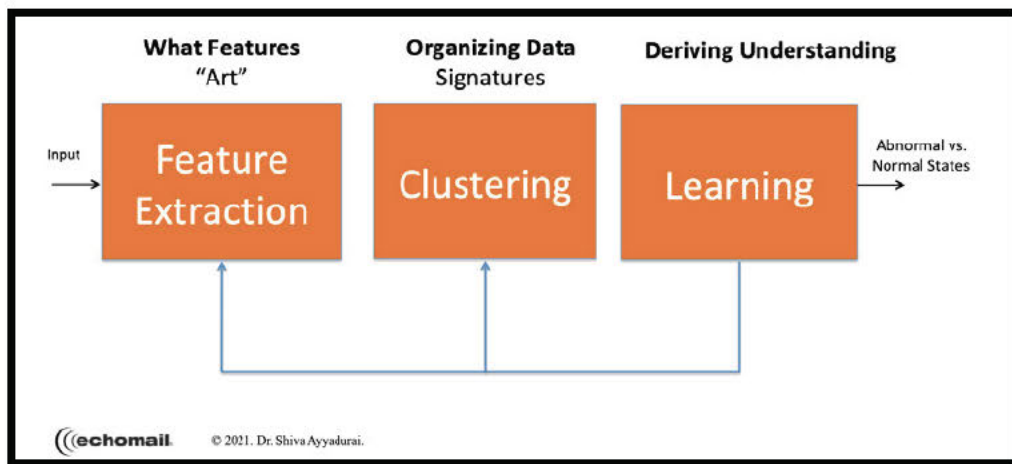 What Features
“Art”
Organizing Data
Signatures
Deriving Understanding
Input
Feature
Extraction
Clustering
Learning
Abnormal vs.
Normal States
echomail
© 2021. Dr. Shiva Ayyadurai.